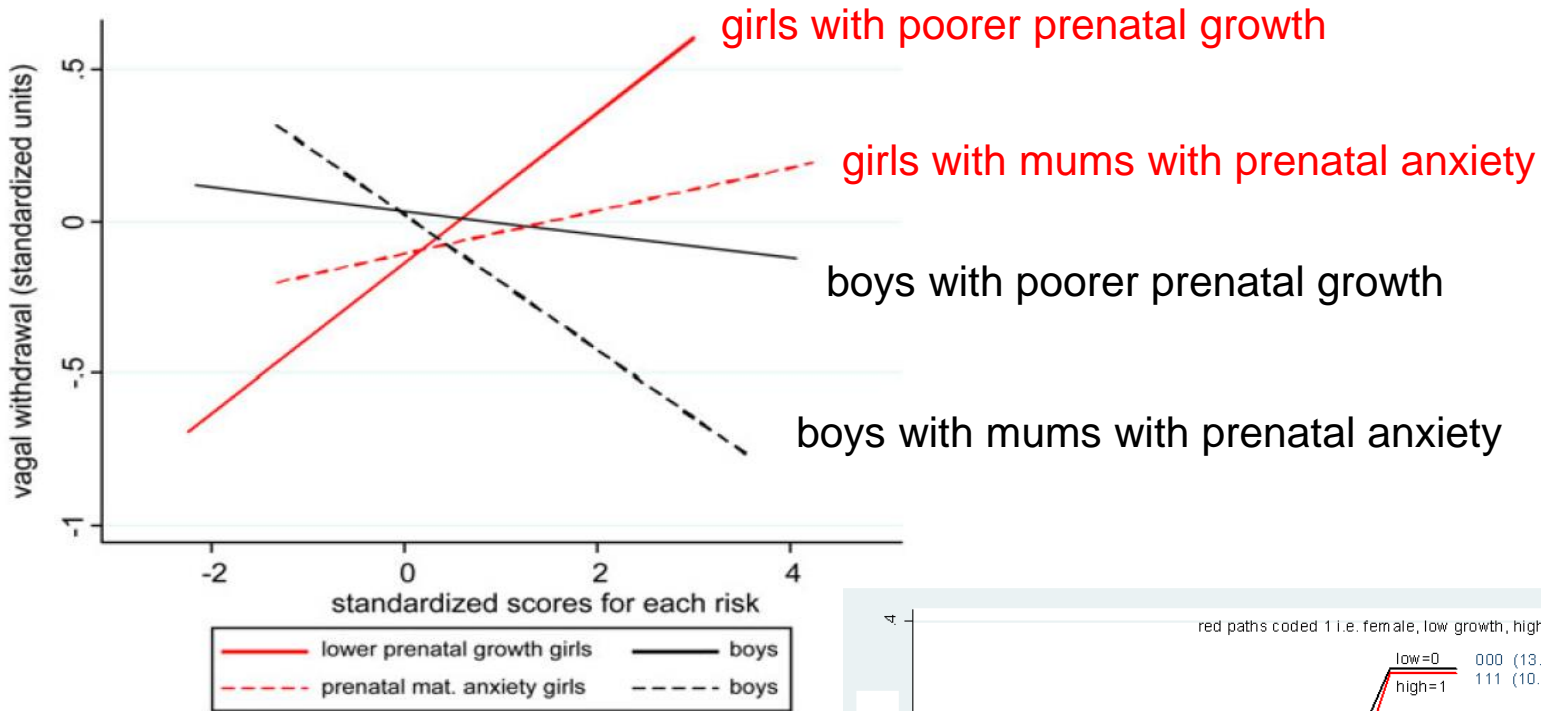 girls with poorer prenatal growth
girls with mums with prenatal anxiety
boys with poorer prenatal growth
boys with mums with prenatal anxiety
vagal withdrawal (standardized units)
.5
0
-.5
-1
-2 0 2 4
standardized scores for each risk
lower prenatal growth girls boys
prenatal mat. anxiety girls boys
.4
red paths coded 1 i.e. female, low growth, high
low=0 000 (13.
high=1 111 (10.